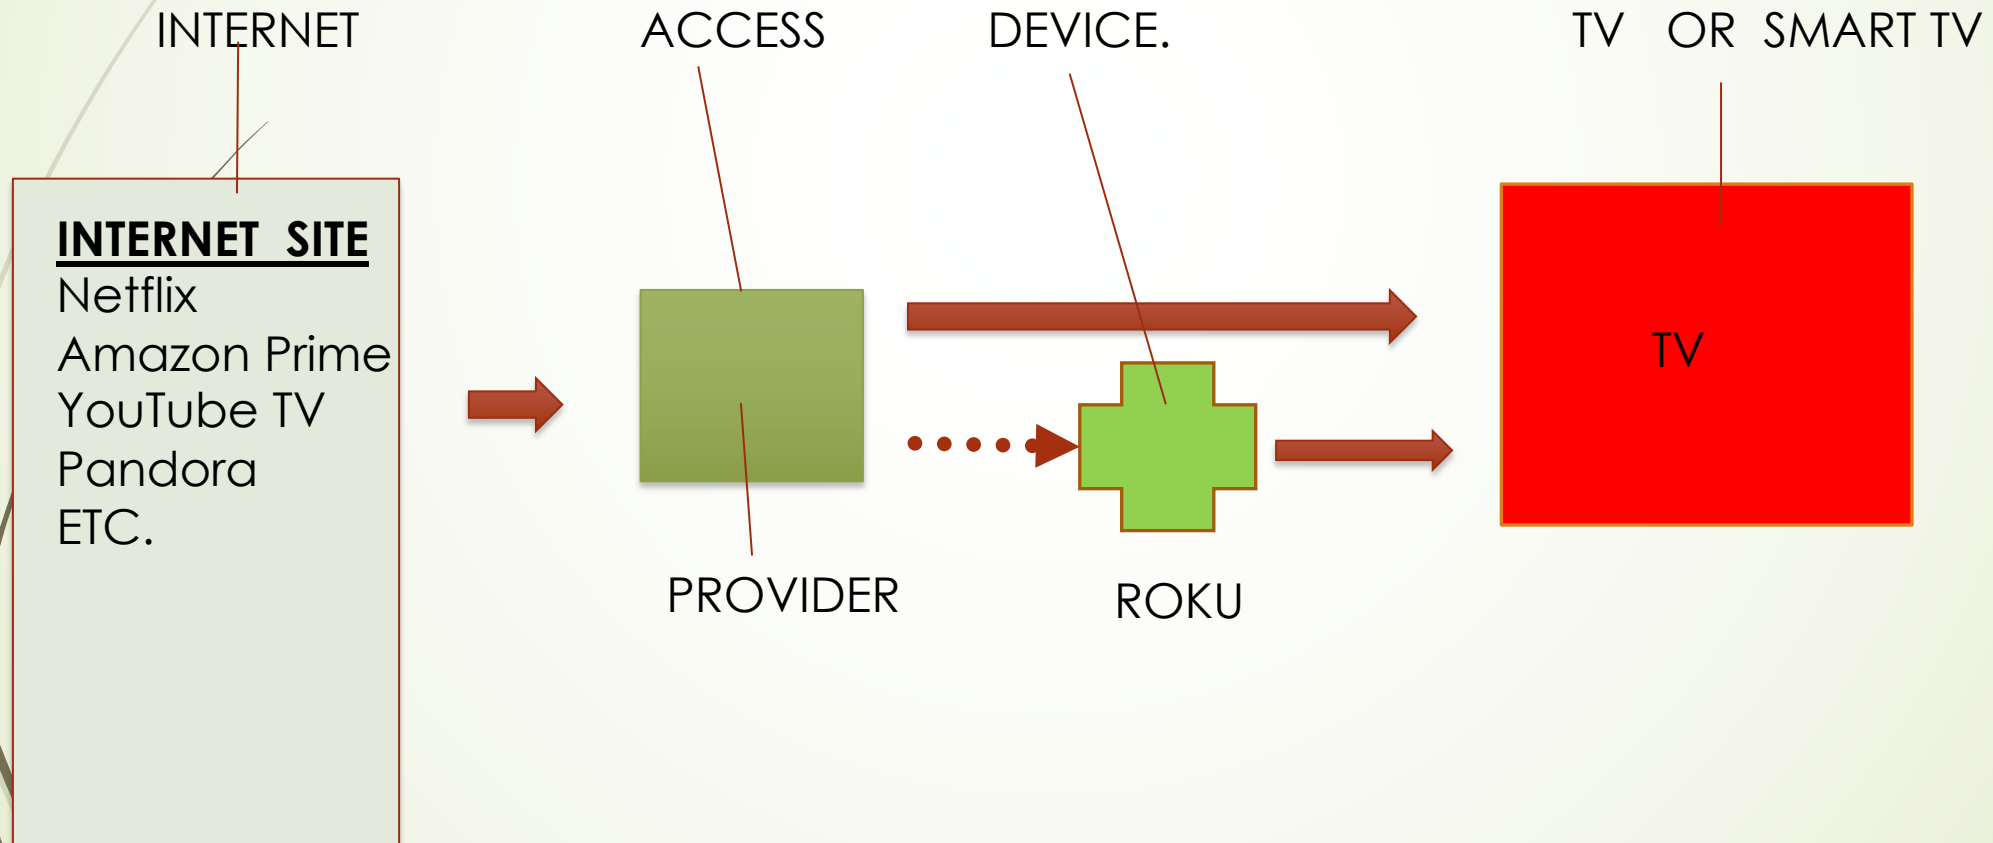 INTERNET ACCESS DEVICE. TV OR SMART TV
INTERNET SITE
Netflix
Amazon Prime
YouTube TV
Pandora
ETC.
TV
PROVIDER
ROKU